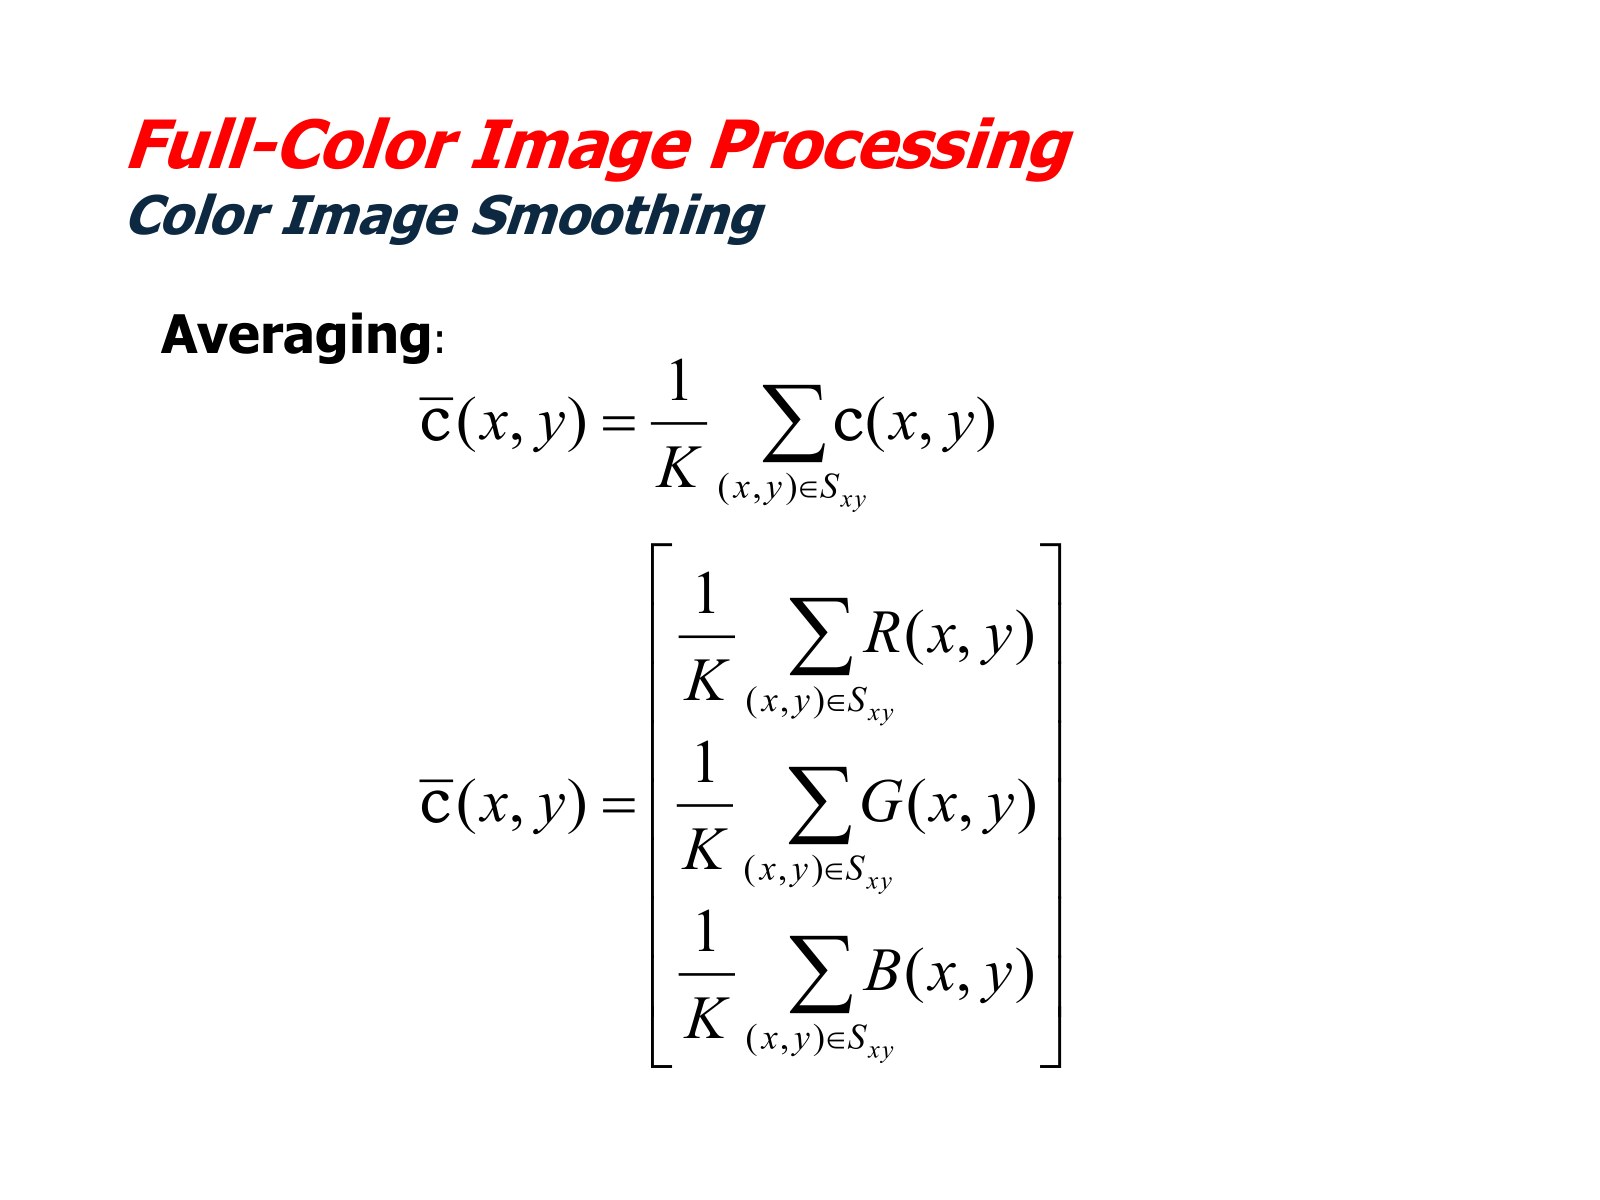 Full-Color Image Processing
Color Image Smoothing
Averaging:
c̅(x, y) = 1/K ∑_{(x,y)∈S_{xy}} c(x, y)
c̅(x, y) = [ 1/K ∑_{(x,y)∈S_{xy}} R(x, y)
1/K ∑_{(x,y)∈S_{xy}} G(x, y)
1/K ∑_{(x,y)∈S_{xy}} B(x, y) ]